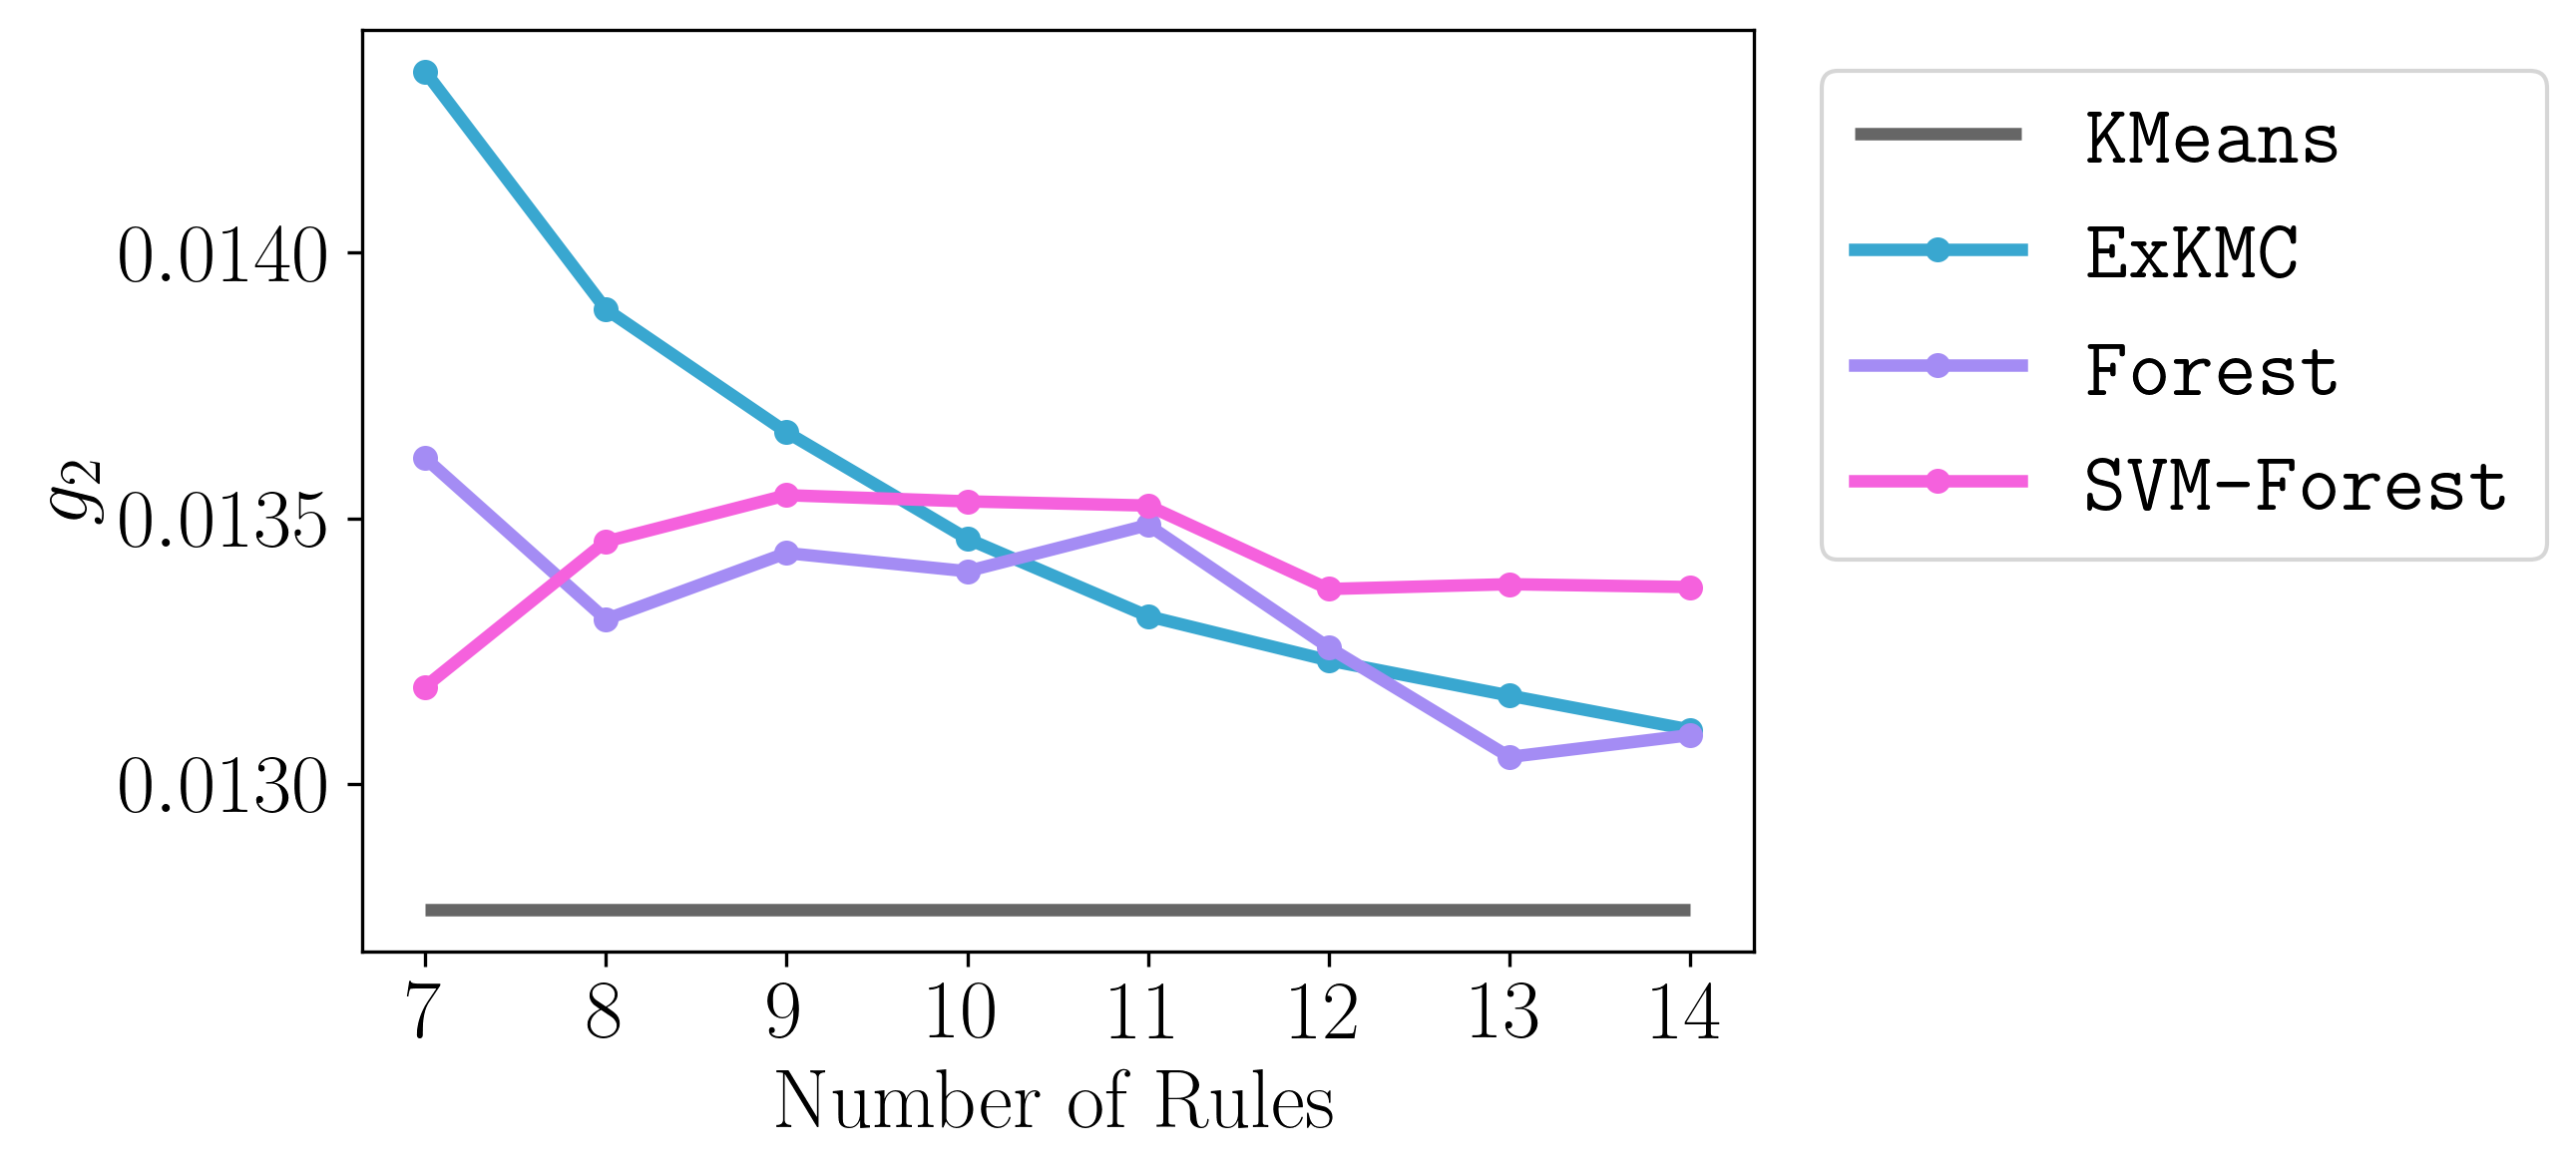 g2
0.0140
0.0135
0.0130
7 8 9 10 11 12 13 14
Number of Rules
KMeans
ExKMC
Forest
SVM-Forest